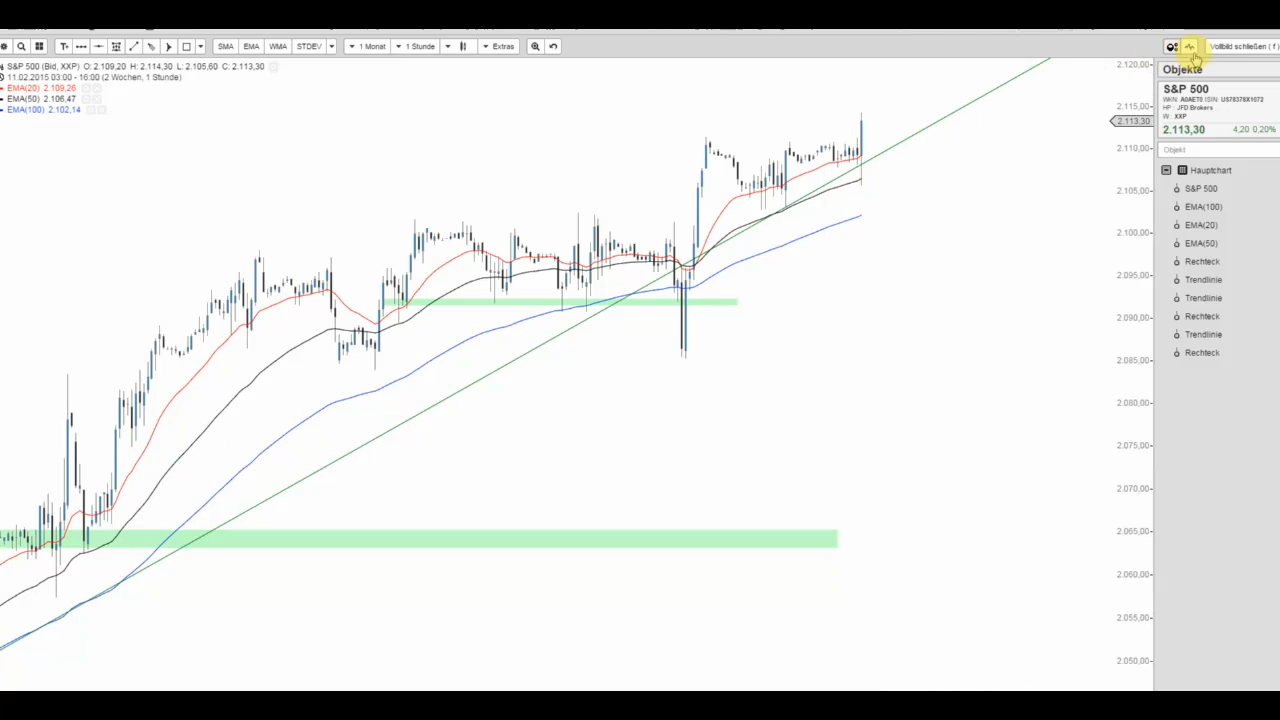 SMA EMA WMA STDEV 1 Monat 1 Stunde Extras Vollbild schließen ( f )
S&P 500 (Bid, XXP) O: 2.109,20 H: 2.114,30 L: 2.105,60 C: 2.113,30
11.02.2015 03:00 - 16:00 (2 Wochen, 1 Stunde)
EMA(20) 2.109,26
EMA(50) 2.106,47
EMA(100) 2.102,14
2.120,00
2.115,00
2.113,30
2.110,00
2.105,00
2.100,00
2.095,00
2.090,00
2.085,00
2.080,00
2.075,00
2.070,00
2.065,00
2.060,00
2.055,00
2.050,00
Objekte
S&P 500
WKN: A0AET0 ISIN: US78378X1072
HP : JFD Brokers
W : XXP
2.113,30 4,20 0,20%
Objekt
Hauptchart
S&P 500
EMA(100)
EMA(20)
EMA(50)
Rechteck
Trendlinie
Trendlinie
Rechteck
Trendlinie
Rechteck